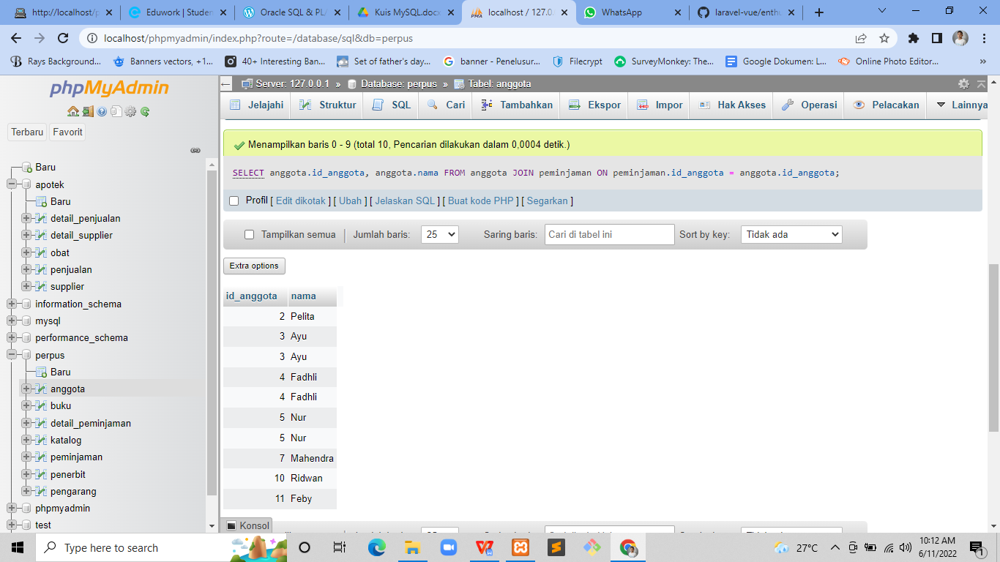 http://localhost/p
Edwork | Studen
Oracle SQL & PL/
Kuis MySQL.docx
localhost / 127.0.
WhatsApp
laravel-vue/enthu
localhost/phpmyadmin/index.php?route=/database/sql&db=perpus
Rays Background...
Banners vectors, +1...
40+ Interesting Ban...
Set of father's day...
banner - Penelusur...
Filecrypt
SurveyMonkey: The...
Google Dokumen: L...
Online Photo Editor...
phpMyAdmin
Terbaru
Favorit
Baru
apotek
Baru
detail_penjualan
detail_supplier
obat
penjualan
supplier
information_schema
mysql
performance_schema
perpus
Baru
anggota
buku
detail_peminjaman
katalog
peminjaman
penerbit
pengarang
phpmyadmin
test
Server: 127.0.0.1 » Database: perpus » Tabel: anggota
Jelajahi
Struktur
SQL
Cari
Tambahkan
Ekspor
Impor
Hak Akses
Operasi
Pelacakan
Lainnya
Menampilkan baris 0 - 9 (total 10, Pencarian dilakukan dalam 0,0004 detik.)
SELECT anggota.id_anggota, anggota.nama FROM anggota JOIN peminjaman ON peminjaman.id_anggota = anggota.id_anggota;
Profil [ Edit dikotak ] [ Ubah ] [ Jelaskan SQL ] [ Buat kode PHP ] [ Segarkan ]
Tampilkan semua
Jumlah baris:
25
Saring baris:
Cari di tabel ini
Sort by key:
Tidak ada
Extra options
id_anggota nama
2 Pelita
3 Ayu
3 Ayu
4 Fadhli
4 Fadhli
5 Nur
5 Nur
7 Mahendra
10 Ridwan
11 Feby
Konsol
Type here to search
27°C
10:12 AM
6/11/2022
1